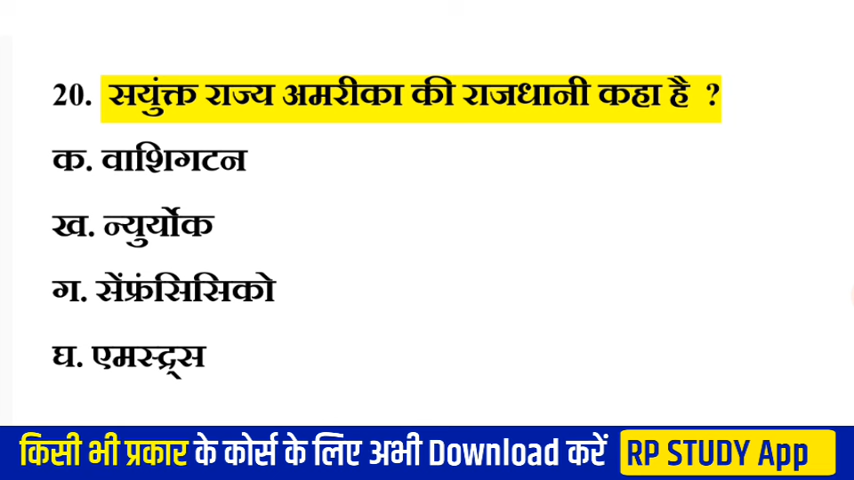 20. सयुंक्त राज्य अमरीका की राजधानी कहा है ?
क. वाशिगटन
ख. न्युर्योक
ग. सेंफ्रंसिसिको
घ. एमस्द्र्स
किसी भी प्रकार के कोर्स के लिए अभी Download करें RP STUDY App